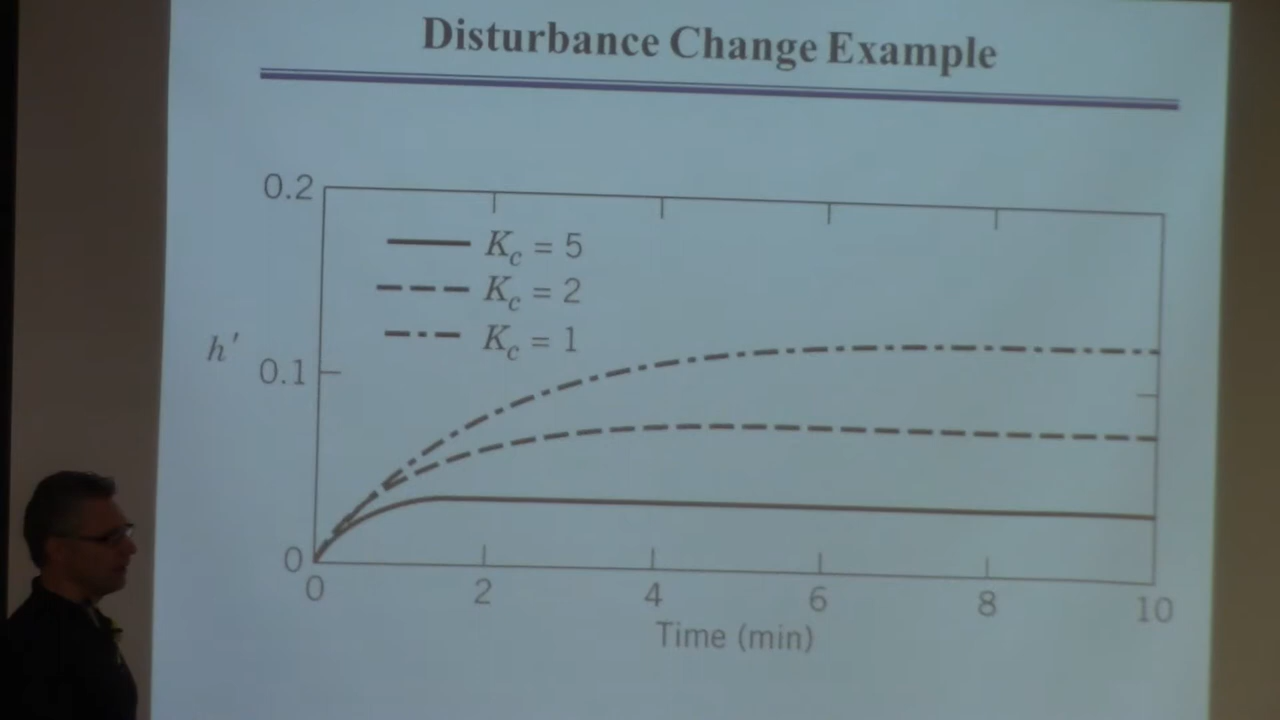 Disturbance Change Example
0.2
K_c = 5
K_c = 2
K_c = 1
h'
0.1
0
0 2 4 6 8 10
Time (min)